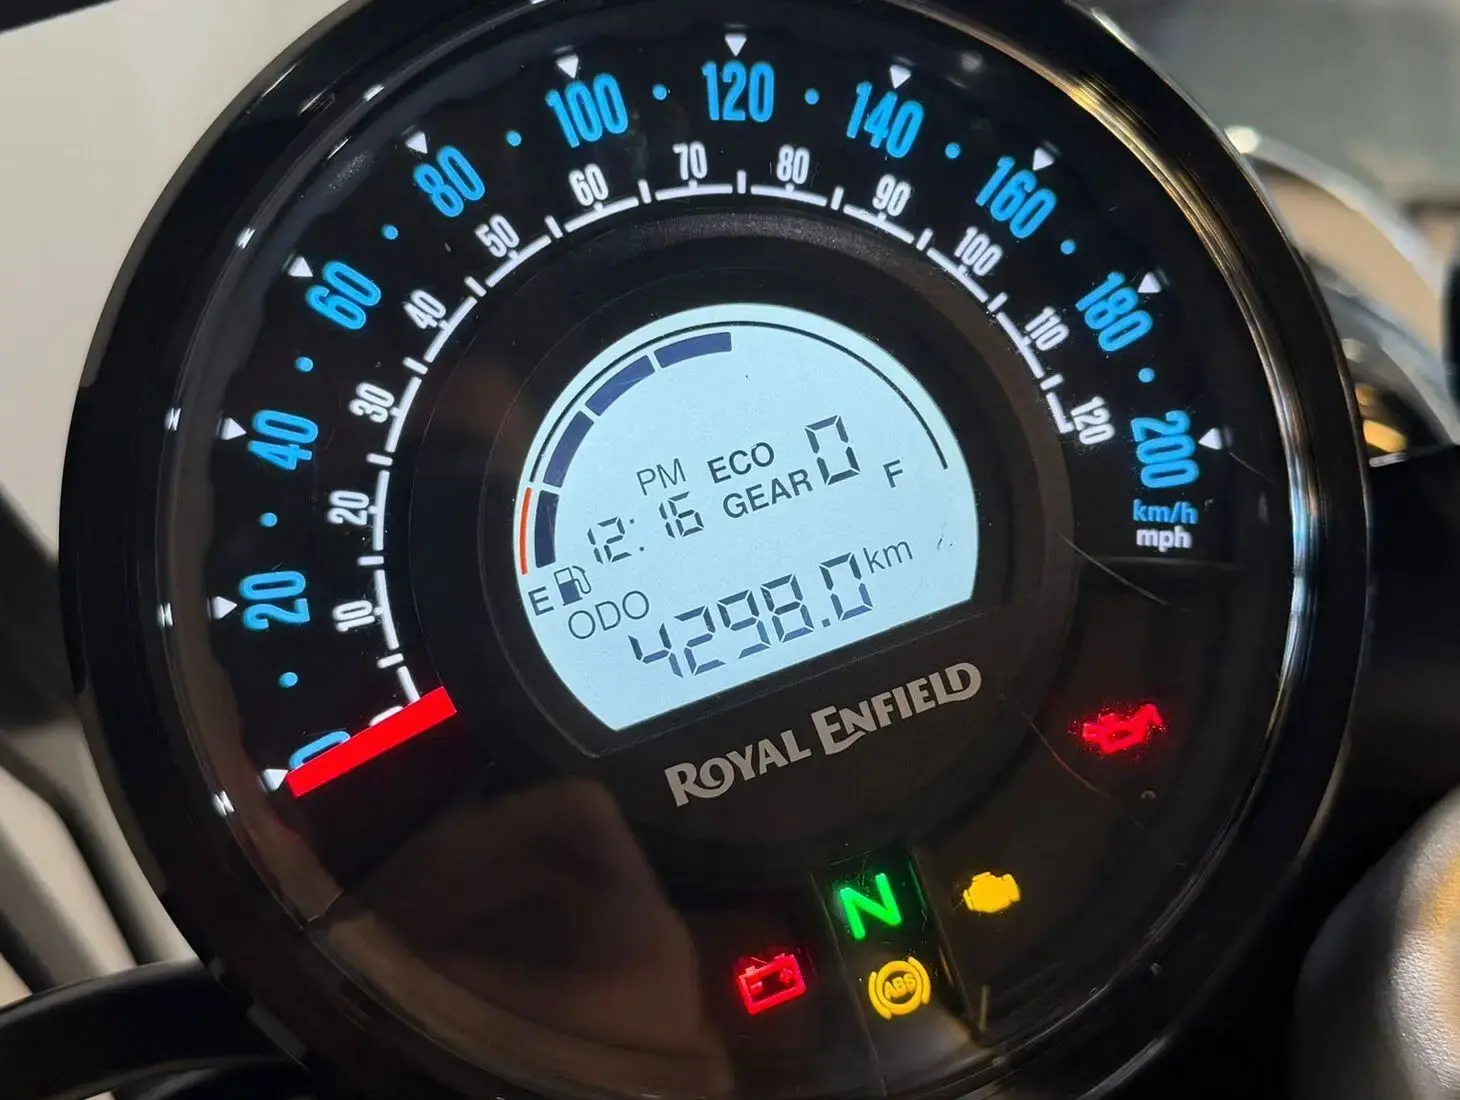 0 20 40 60 80 100 120 140 160 180 200
km/h
mph
10 20 30 40 50 60 70 80 90 100 110 120
PM ECO
12:16 GEAR 0 F
E
ODO
4298.0 km
ROYAL ENFIELD
N
ABS